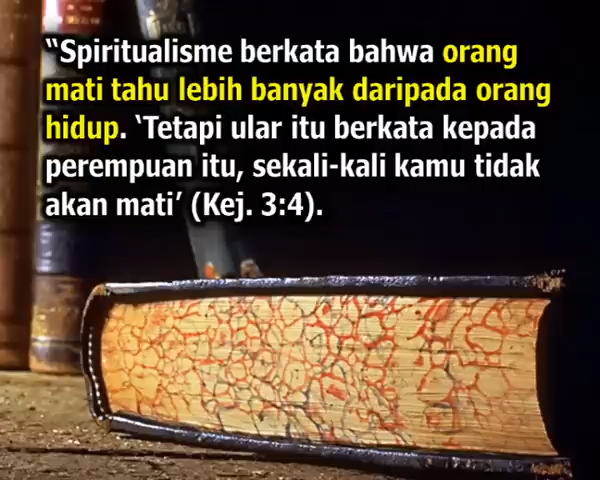 “Spiritualisme berkata bahwa orang
mati tahu lebih banyak daripada orang
hidup. ‘Tetapi ular itu berkata kepada
perempuan itu, sekali-kali kamu tidak
akan mati’ (Kej. 3:4).